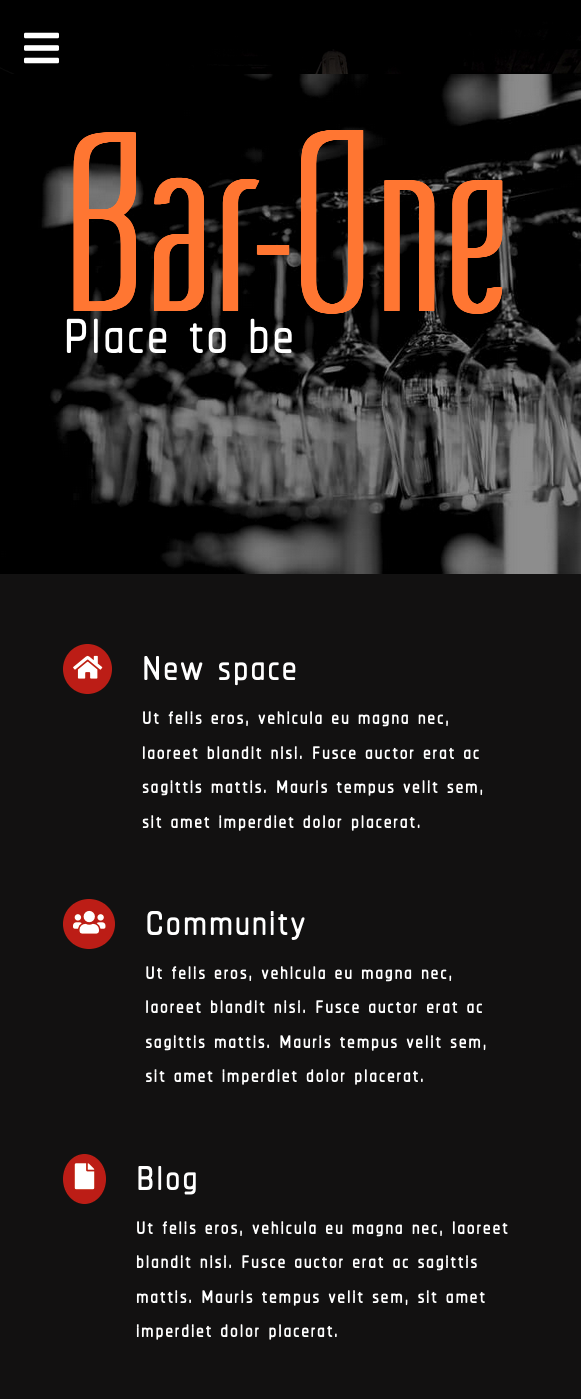 Bar-One
Place to be
New space
Ut felis eros, vehicula eu magna nec,
laoreet blandit nisi. Fusce auctor erat ac
sagittis mattis. Mauris tempus velit sem,
sit amet imperdiet dolor placerat.
Community
Ut felis eros, vehicula eu magna nec,
laoreet blandit nisi. Fusce auctor erat ac
sagittis mattis. Mauris tempus velit sem,
sit amet imperdiet dolor placerat.
Blog
Ut felis eros, vehicula eu magna nec, laoreet
blandit nisi. Fusce auctor erat ac sagittis
mattis. Mauris tempus velit sem, sit amet
imperdiet dolor placerat.